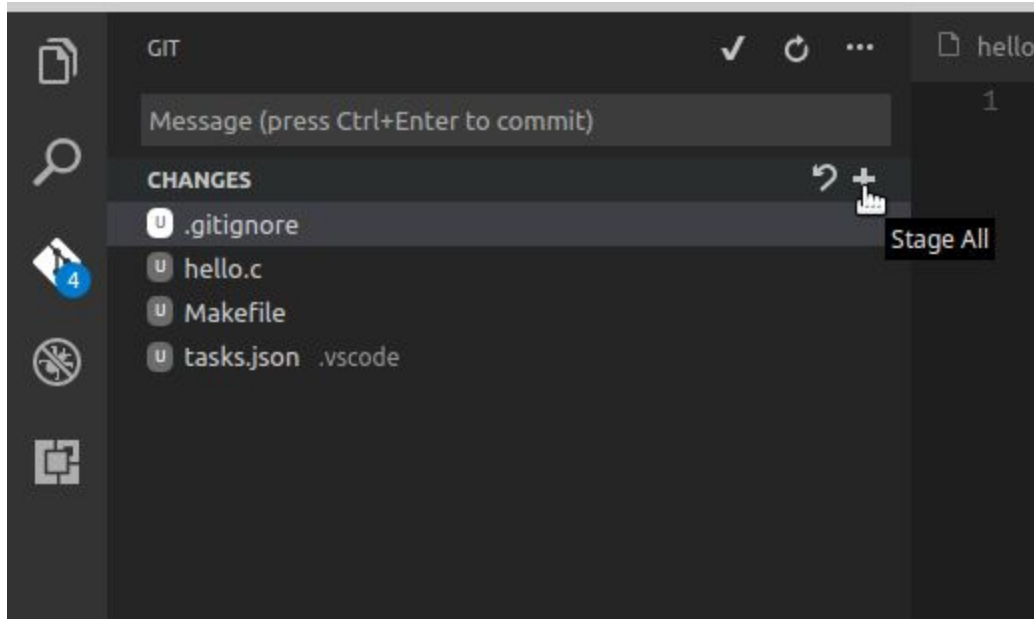 GIT
hello
Message (press Ctrl+Enter to commit)
1
CHANGES
U .gitignore
Stage All
4
U hello.c
U Makefile
U tasks.json .vscode